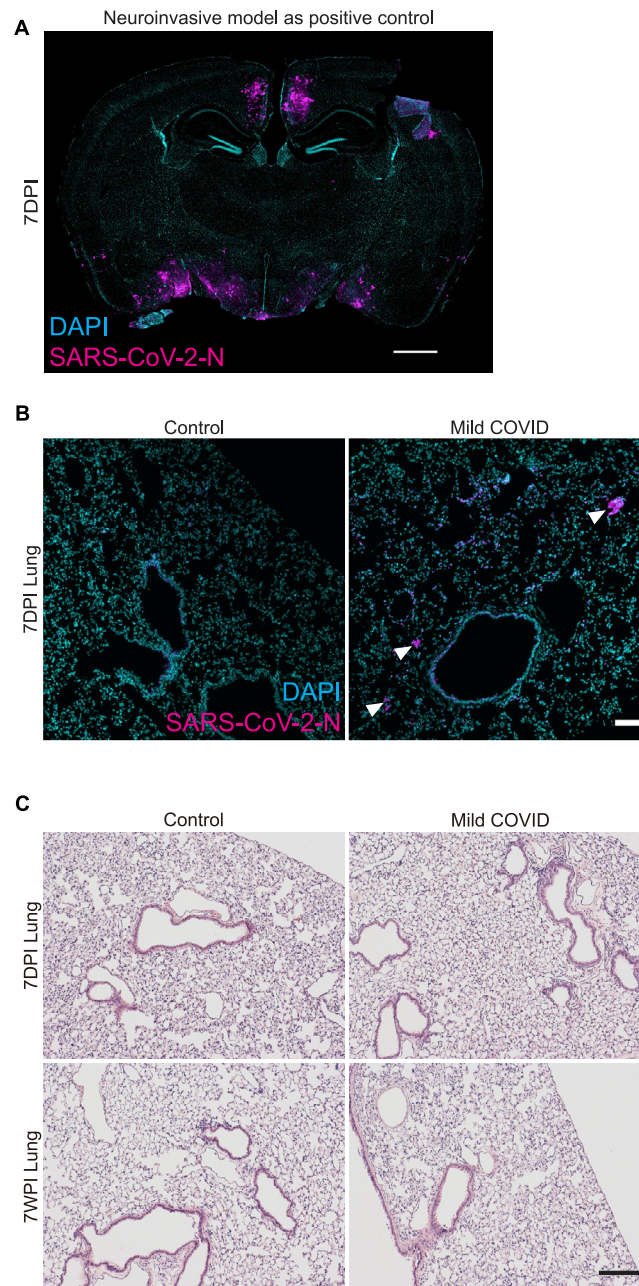 Neuroinvasive model as positive control
A
7DPI
DAPI
SARS-CoV-2-N
B
Control
Mild COVID
7DPI Lung
DAPI
SARS-CoV-2-N
C
Control
Mild COVID
7DPI Lung
7WPI Lung